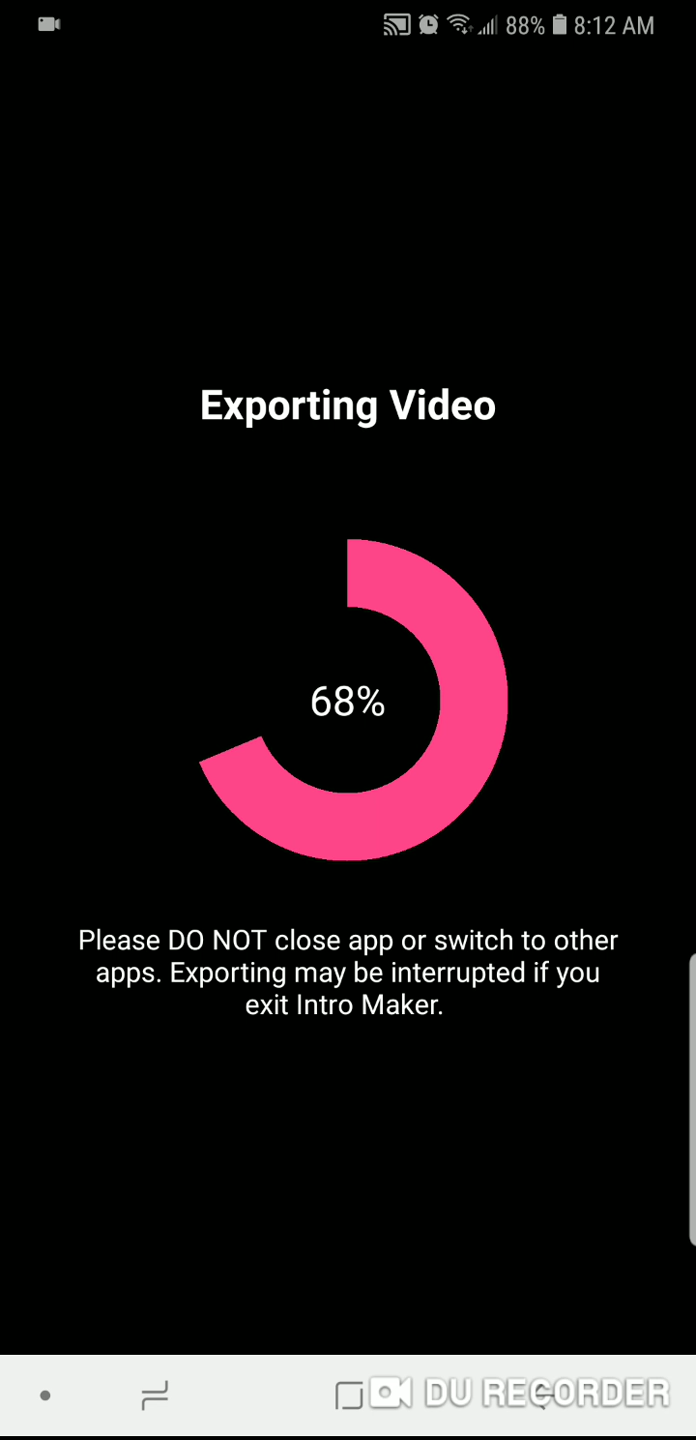 88% 8:12 AM
Exporting Video
68%
Please DO NOT close app or switch to other
apps. Exporting may be interrupted if you
exit Intro Maker.
DU RECORDER